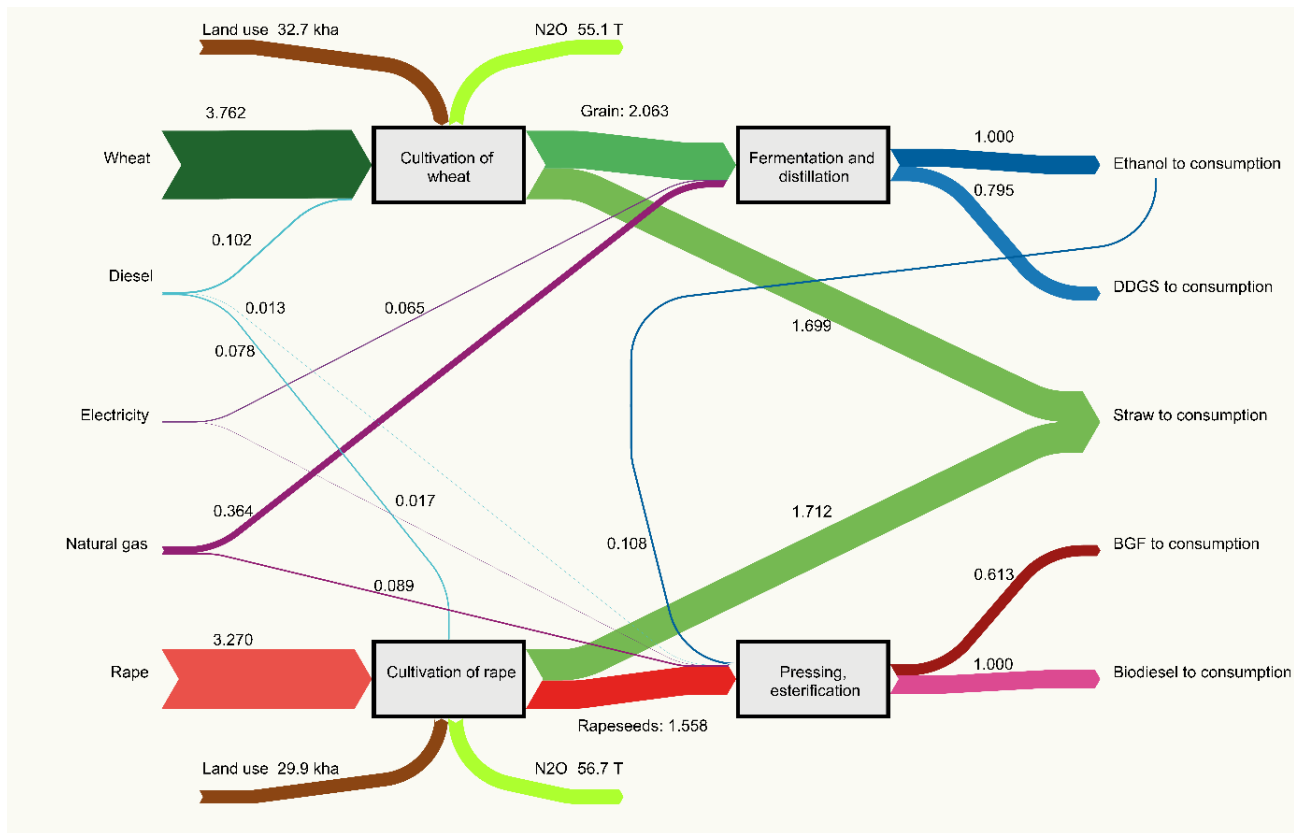 Land use  32.7 kha
N2O  55.1 T
3.762
Grain: 2.063
1.000
Wheat
Cultivation of
wheat
Fermentation and
distillation
Ethanol to consumption
0.795
0.102
Diesel
DDGS to consumption
0.013
0.065
1.699
0.078
Electricity
Straw to consumption
0.017
0.364
1.712
Natural gas
0.108
BGF to consumption
0.613
0.089
3.270
1.000
Rape
Cultivation of rape
Pressing,
esterification
Biodiesel to consumption
Rapeseeds: 1.558
Land use  29.9 kha
N2O  56.7 T